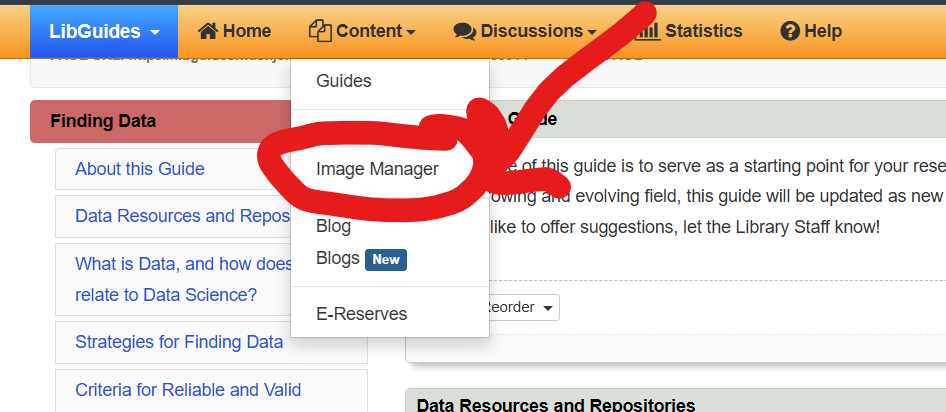 LibGuides Home Content Discussions Statistics Help
Guides
Image Manager
Blog
Blogs New
E-Reserves
Finding Data
About this Guide
Data Resources and Repos
What is Data, and how does
relate to Data Science?
Strategies for Finding Data
Criteria for Reliable and Valid
of this guide is to serve as a starting point for your rese
owing and evolving field, this guide will be updated as new
like to offer suggestions, let the Library Staff know!
eorder
Data Resources and Repositories